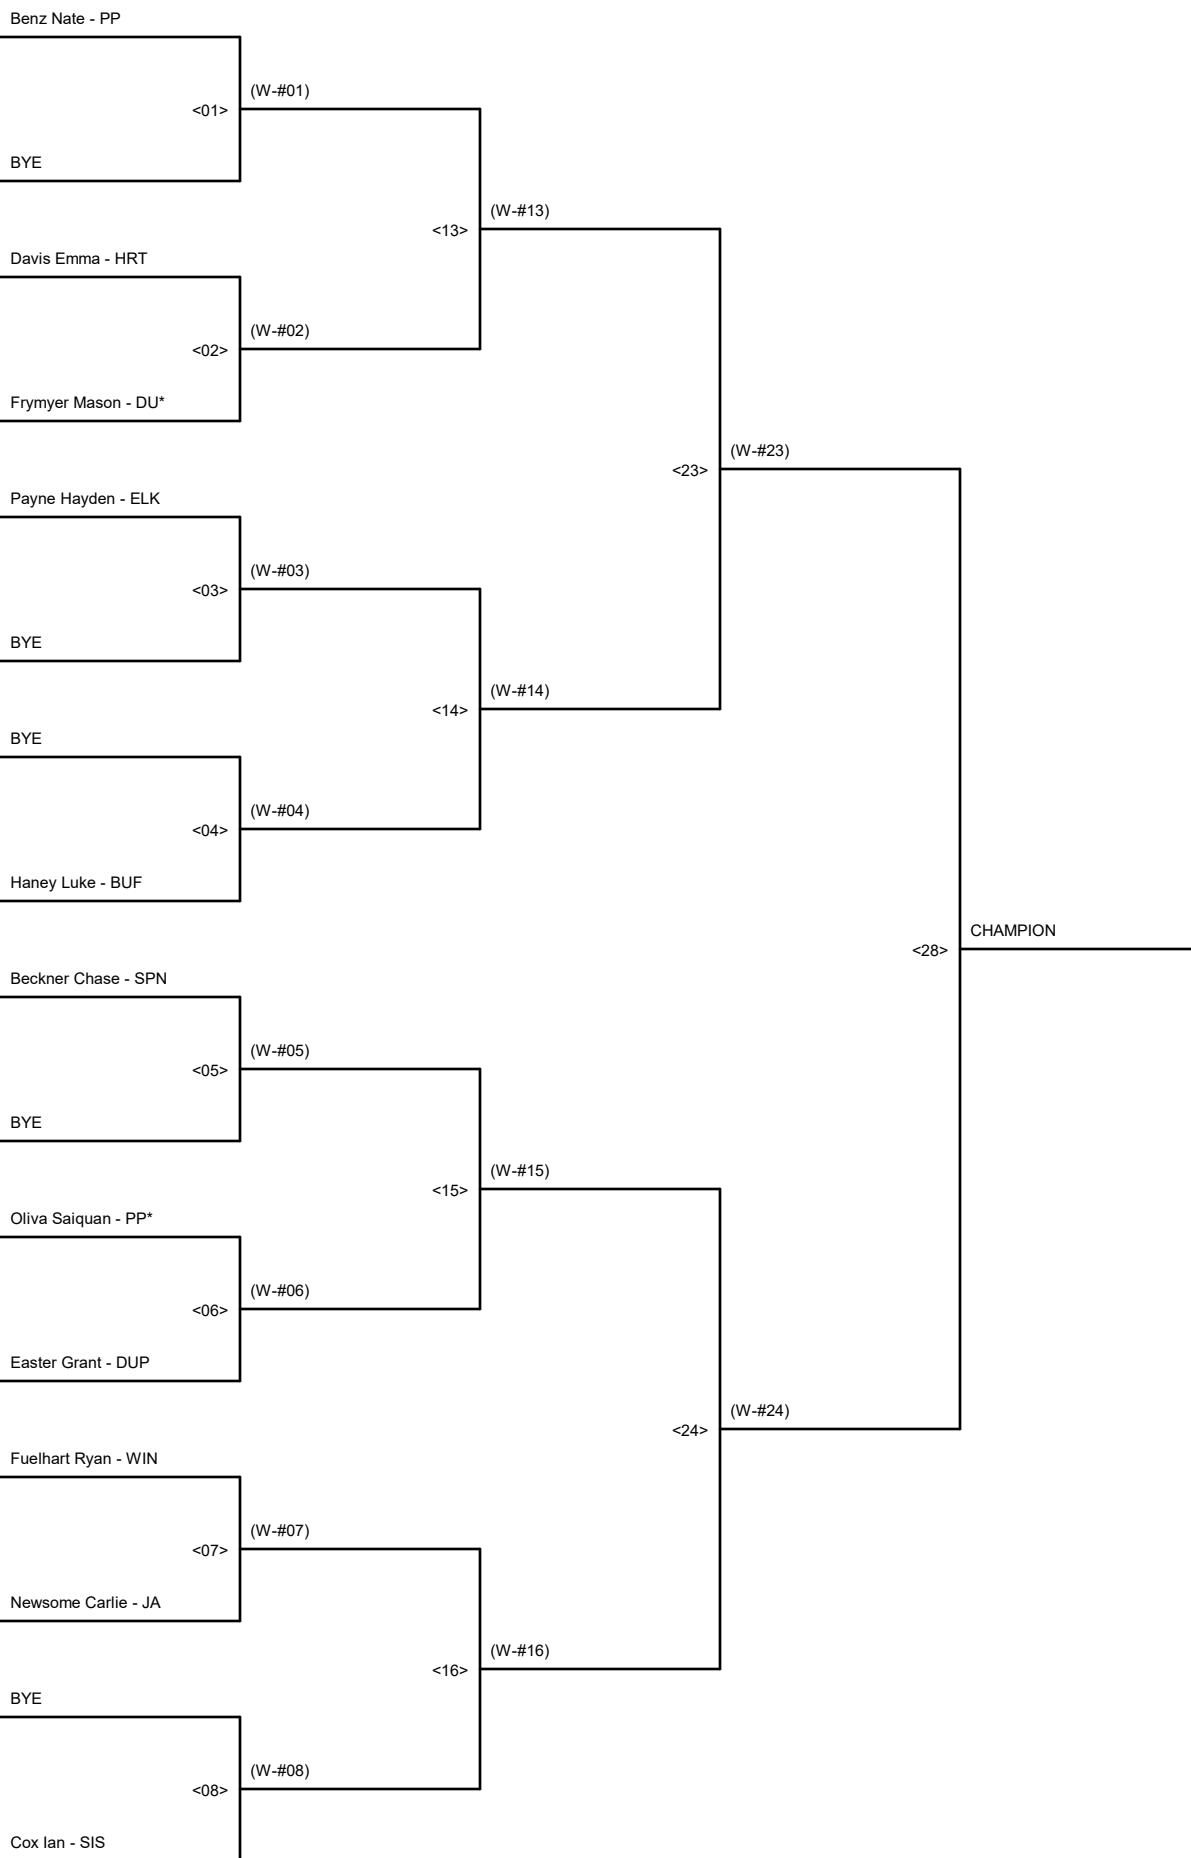 Benz Nate - PP
(W-#01)
<01>
BYE
(W-#13)
<13>
Davis Emma - HRT
(W-#02)
<02>
Frymyer Mason - DU*
(W-#23)
<23>
Payne Hayden - ELK
(W-#03)
<03>
BYE
(W-#14)
<14>
BYE
(W-#04)
<04>
Haney Luke - BUF
CHAMPION
<28>
Beckner Chase - SPN
(W-#05)
<05>
BYE
(W-#15)
<15>
Oliva Saiquan - PP*
(W-#06)
<06>
Easter Grant - DUP
(W-#24)
<24>
Fuelhart Ryan - WIN
(W-#07)
<07>
Newsome Carlie - JA
(W-#16)
<16>
BYE
(W-#08)
<08>
Cox Ian - SIS